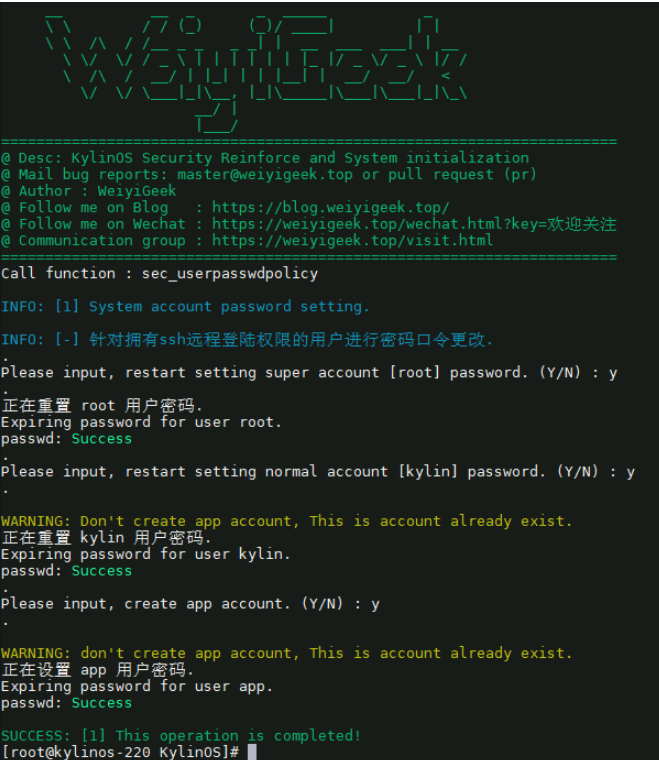 WeiyiGeek
==========================================================================
@ Desc: KylinOS Security Reinforce and System initialization
@ Mail bug reports: master@weiyigeek.top or pull request (pr)
@ Author : WeiyiGeek
@ Follow me on Blog   : https://blog.weiyigeek.top/
@ Follow me on Wechat : https://weiyigeek.top/wechat.html?key=欢迎关注
@ Communication group : https://weiyigeek.top/visit.html
==========================================================================
Call function : sec_userpasswdpolicy
INFO: [1] System account password setting.
INFO: [-] 针对拥有ssh远程登陆权限的用户进行密码口令更改.
.
Please input, restart setting super account [root] password. (Y/N) : y
.
正在重置 root 用户密码.
Expiring password for user root.
passwd: Success
.
Please input, restart setting normal account [kylin] password. (Y/N) : y
.
WARNING: Don't create app account, This is account already exist.
正在重置 kylin 用户密码.
Expiring password for user kylin.
passwd: Success
.
Please input, create app account. (Y/N) : y
.
WARNING: don't create app account, This is account already exist.
正在设置 app 用户密码.
Expiring password for user app.
passwd: Success
SUCCESS: [1] This operation is completed!
[root@kylinos-220 KylinOS]#